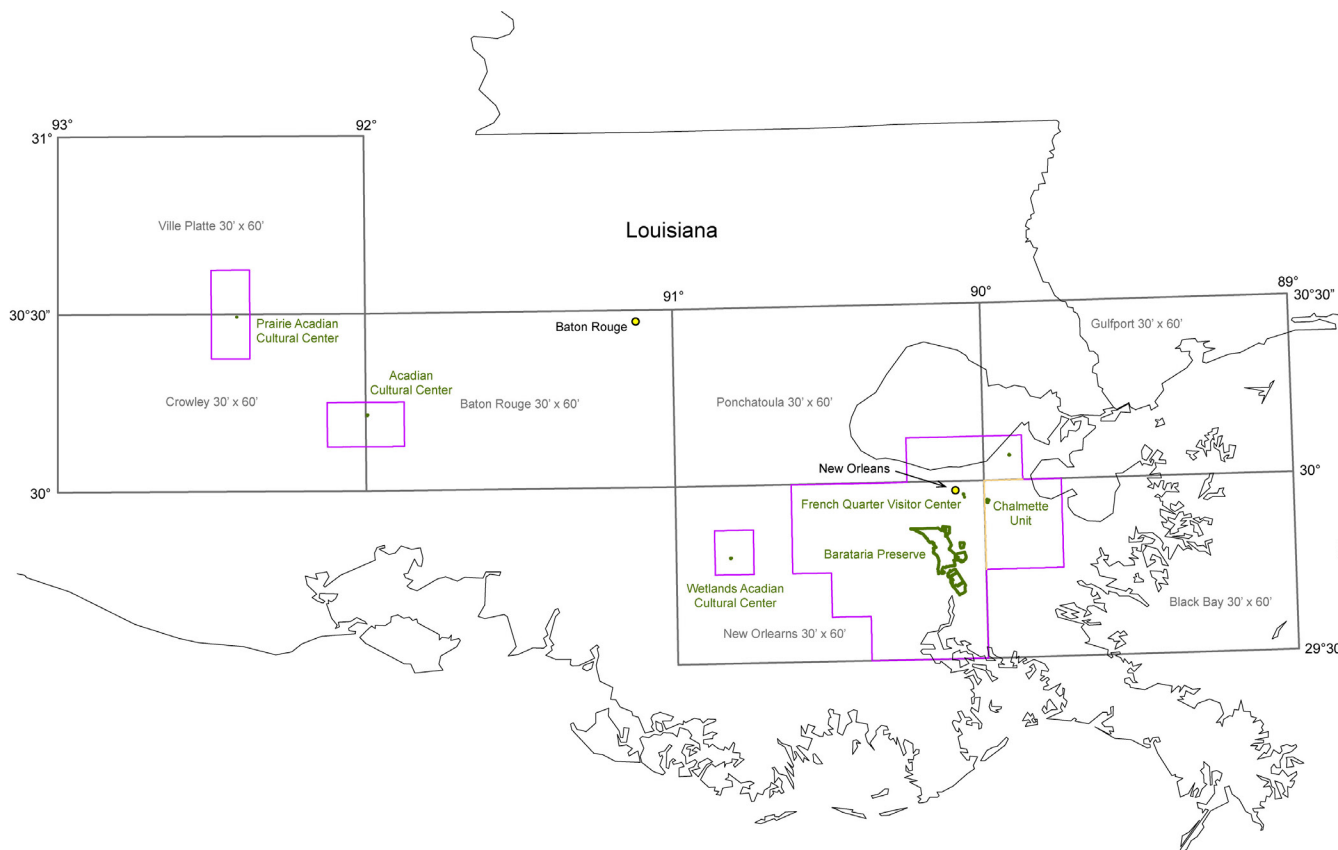 93°
92°
31°
Ville Platte 30' x 60'
Louisiana
91°
90°
89°
30°30"
30°50"
Prairie Acadian
Cultural Center
Baton Rouge
Gulfport 30' x 60'
Acadian
Cultural Center
Crowley 30' x 60'
Baton Rouge 30' x 60'
Ponchatoula 30' x 60'
30°
New Orleans
30°
French Quarter Visitor Center
Chalmette
Unit
Barataria Preserve
Wetlands Acadian
Cultural Center
Black Bay 30' x 60'
New Orlearns 30' x 60'
29°30